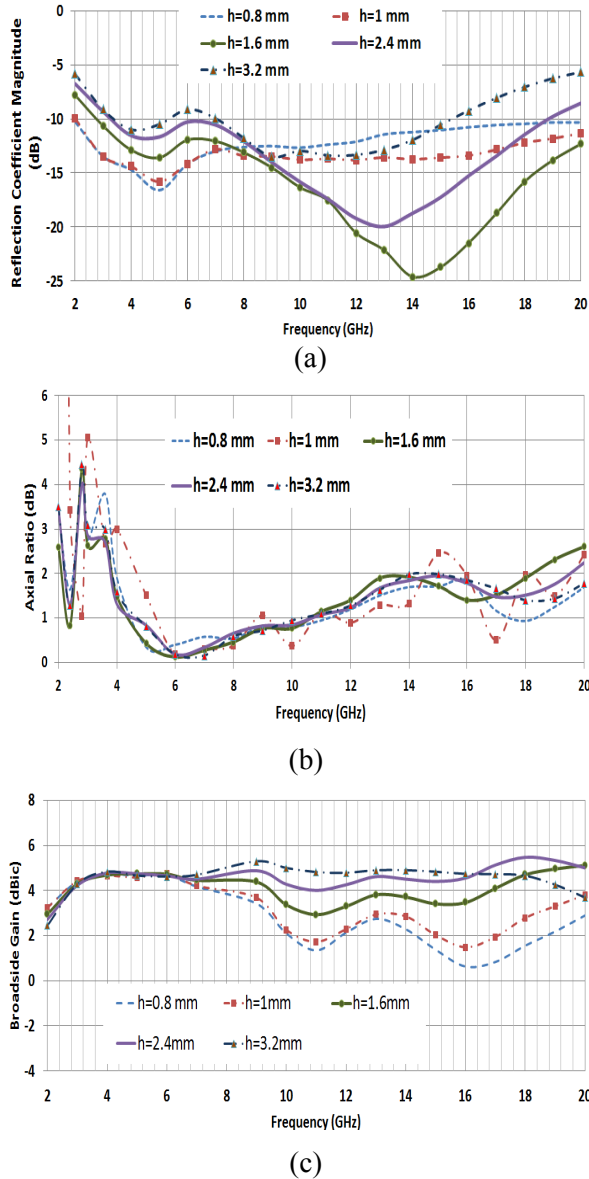 0
-5
-10
-15
-20
-25
Reflection Coefficient Magnitude (dB)
h=0.8 mm
h=1 mm
h=1.6 mm
h=2.4 mm
h=3.2 mm
2 4 6 8 10 12 14 16 18 20
Frequency (GHz)
(a)
6
5
4
3
2
1
0
Axial Ratio (dB)
h=0.8 mm
h=1 mm
h=1.6 mm
h=2.4 mm
h=3.2 mm
2 4 6 8 10 12 14 16 18 20
Frequency (GHz)
(b)
8
6
4
2
0
-2
-4
Broadside Gain (dBic)
h=0.8 mm
h=1mm
h=1.6mm
h=2.4mm
h=3.2mm
2 4 6 8 10 12 14 16 18 20
Frequency (GHz)
(c)